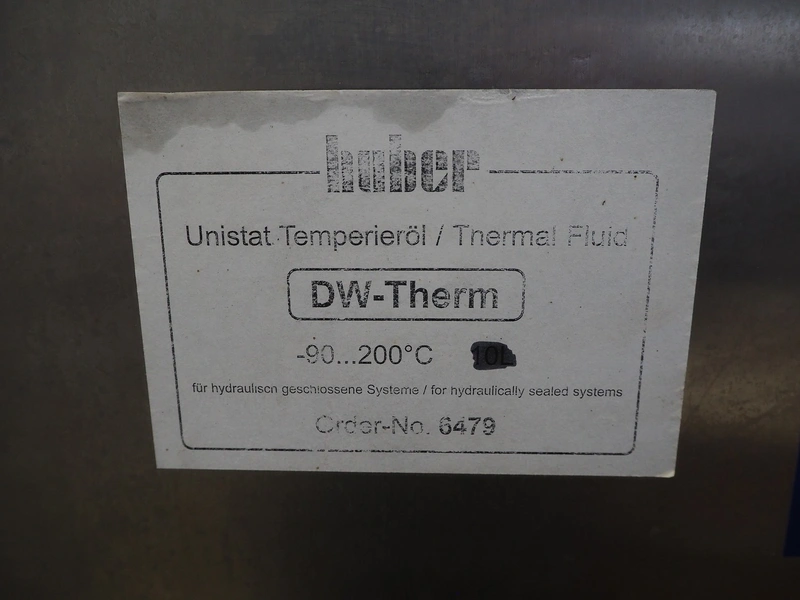 huber
Unistat Temperieröl / Thermal Fluid
DW-Therm
-90...200°C 10L
für hydraulisch geschlossene Systeme / for hydraulically sealed systems
Order-No. 6479